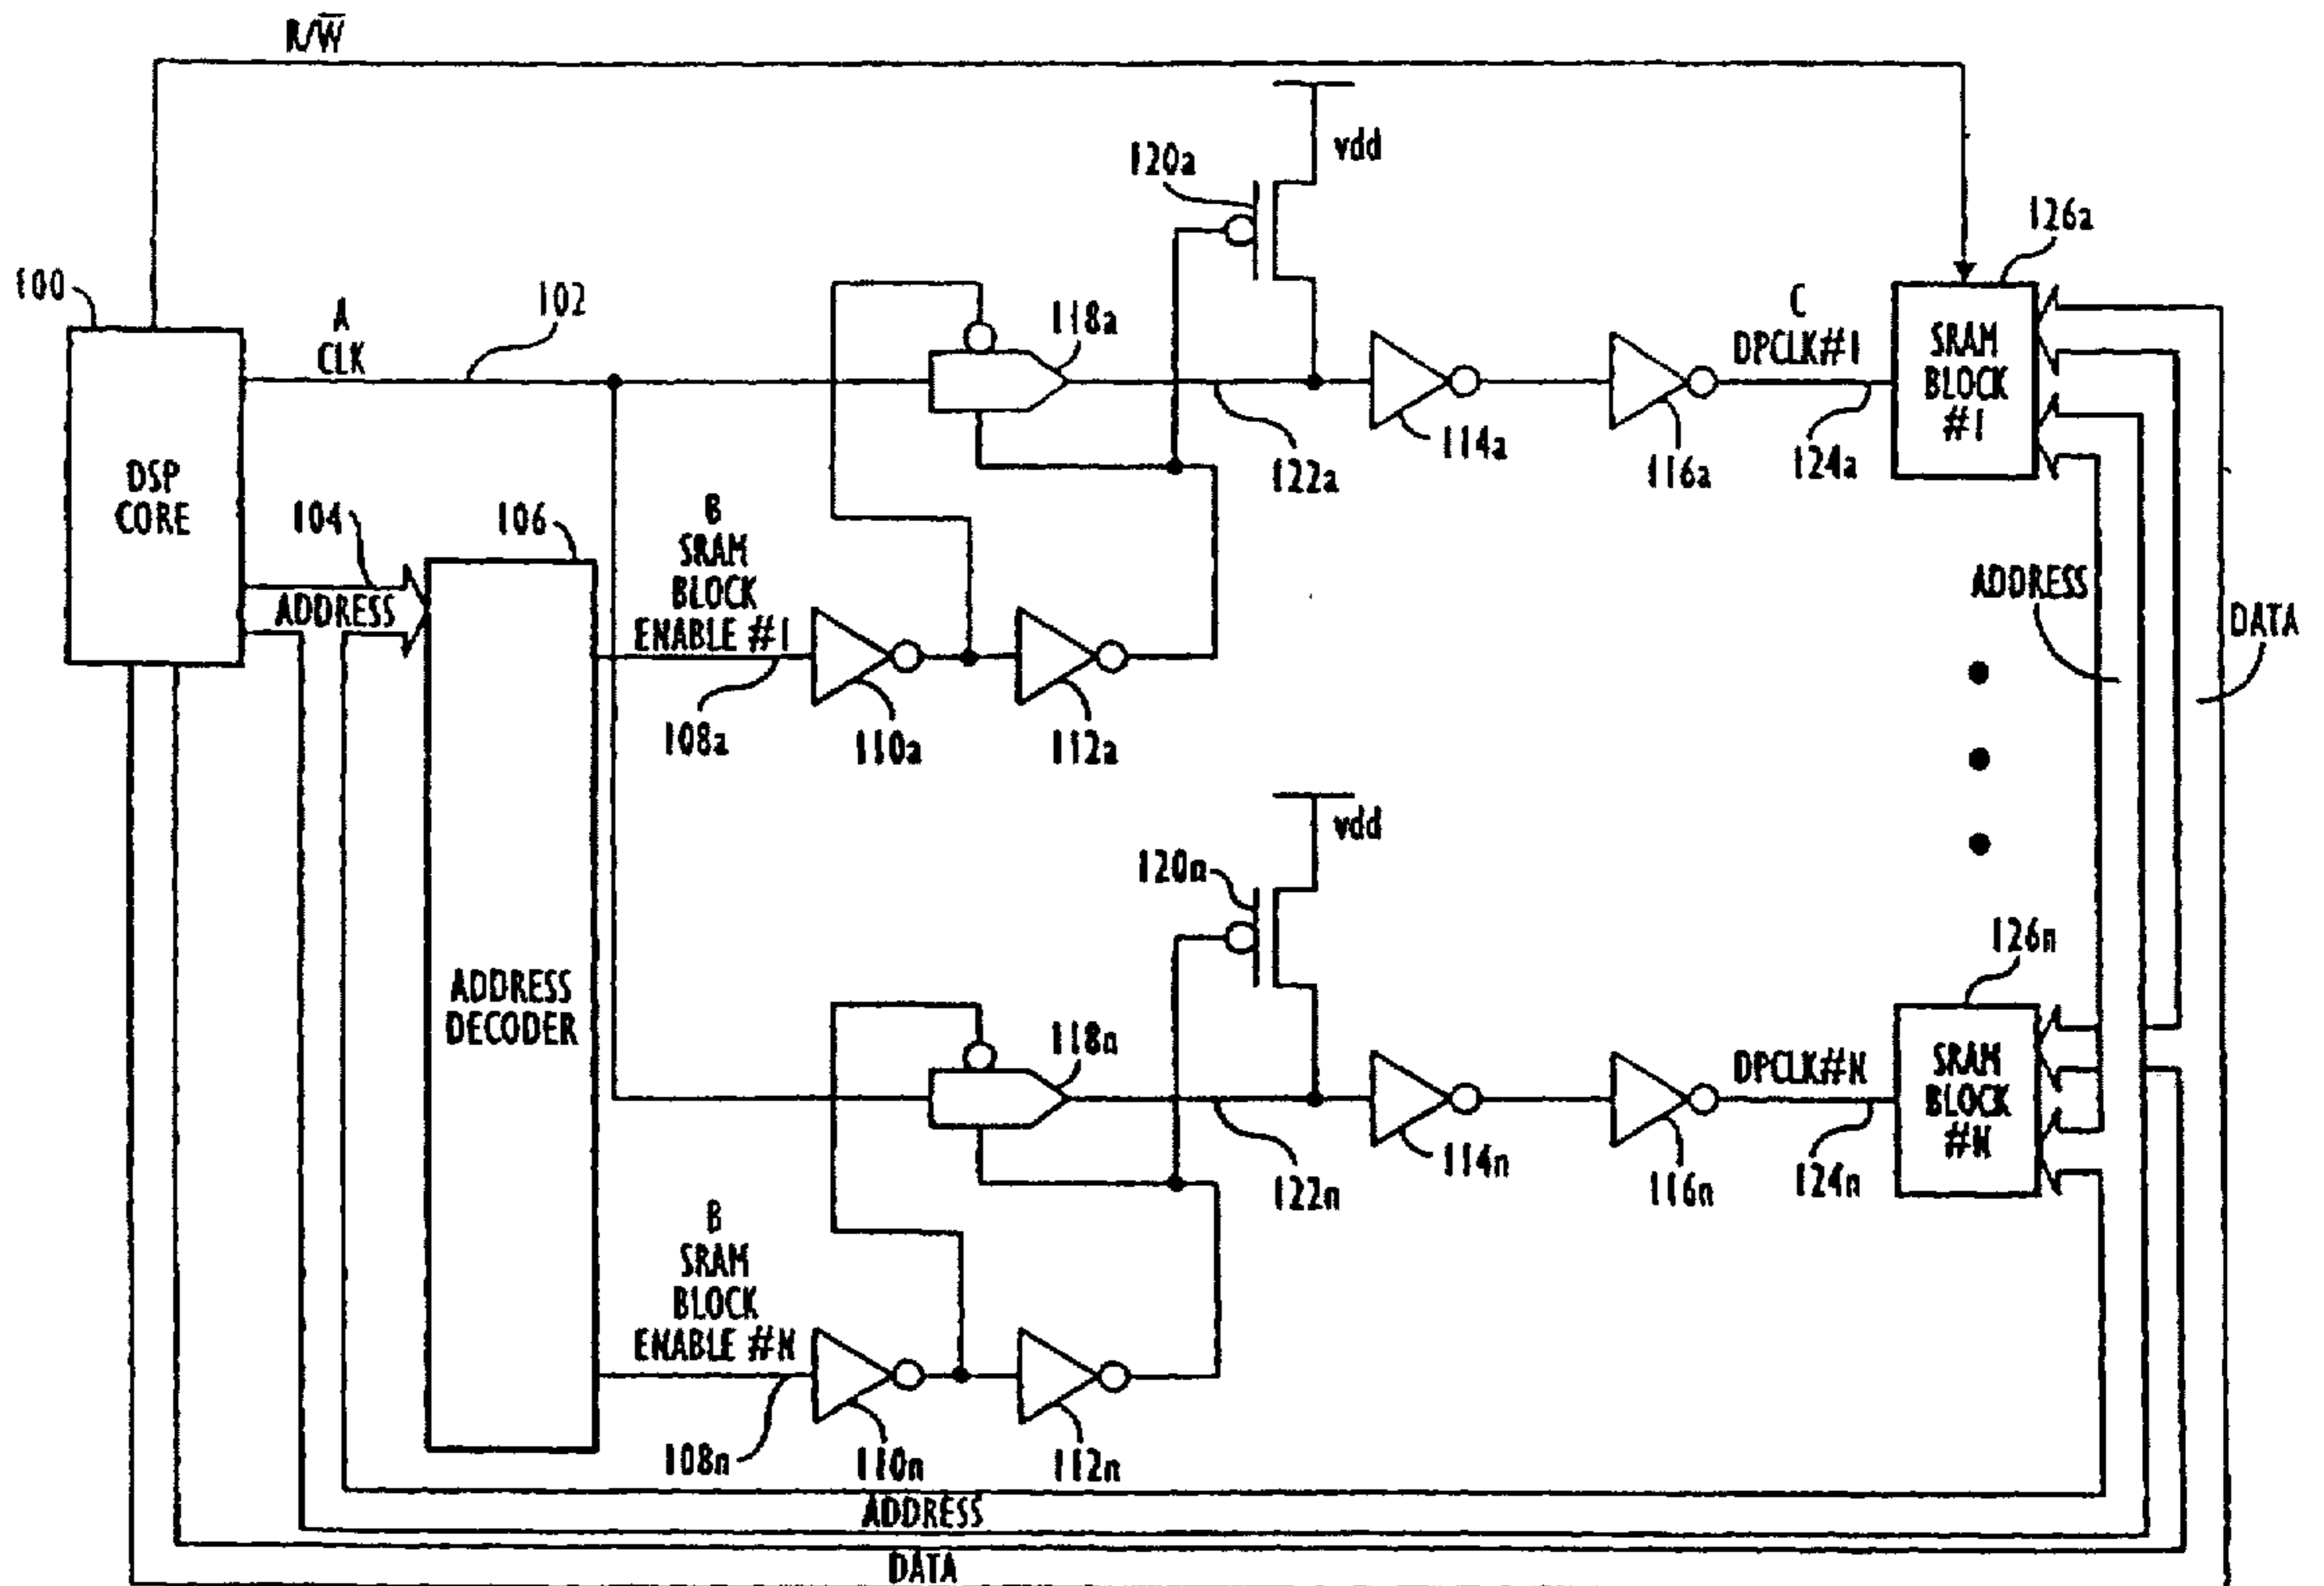 R/W̅
vdd
120a
126a
100
A
CLK
102
118a
C
DPCLK#1
SRAM
BLOCK
#1
114a
116a
122a
124a
DSP
CORE
104
106
ADDRESS
B
SRAM
BLOCK
ENABLE #1
108a
110a
112a
ADDRESS
DATA
vdd
120n
126n
ADDRESS
DECODER
118n
DPCLK#N
SRAM
BLOCK
#N
114n
116n
122n
124n
B
SRAM
BLOCK
ENABLE #N
108n
110n
112n
ADDRESS
DATA